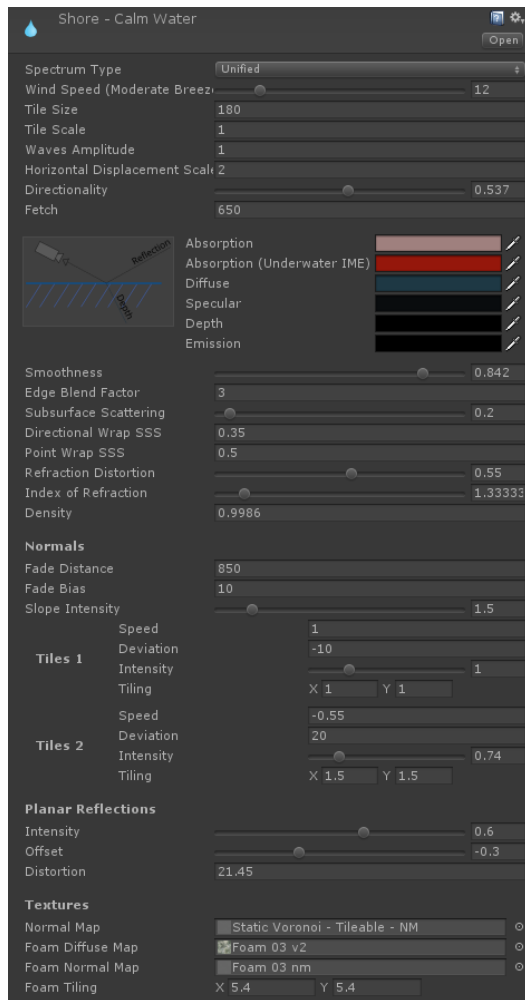 Shore - Calm Water
Open
Spectrum Type Unified
Wind Speed (Moderate Breeze 12
Tile Size 180
Tile Scale 1
Waves Amplitude 1
Horizontal Displacement Scale 2
Directionality 0.537
Fetch 650
Reflection
Depth
Absorption
Absorption (Underwater IME)
Diffuse
Specular
Depth
Emission
Smoothness 0.842
Edge Blend Factor 3
Subsurface Scattering 0.2
Directional Wrap SSS 0.35
Point Wrap SSS 0.5
Refraction Distortion 0.55
Index of Refraction 1.33333
Density 0.9986
Normals
Fade Distance 850
Fade Bias 10
Slope Intensity 1.5
Tiles 1
Speed 1
Deviation -10
Intensity 1
Tiling X 1 Y 1
Tiles 2
Speed -0.55
Deviation 20
Intensity 0.74
Tiling X 1.5 Y 1.5
Planar Reflections
Intensity 0.6
Offset -0.3
Distortion 21.45
Textures
Normal Map Static Voronoi - Tileable - NM
Foam Diffuse Map Foam 03 v2
Foam Normal Map Foam 03 nm
Foam Tiling X 5.4 Y 5.4